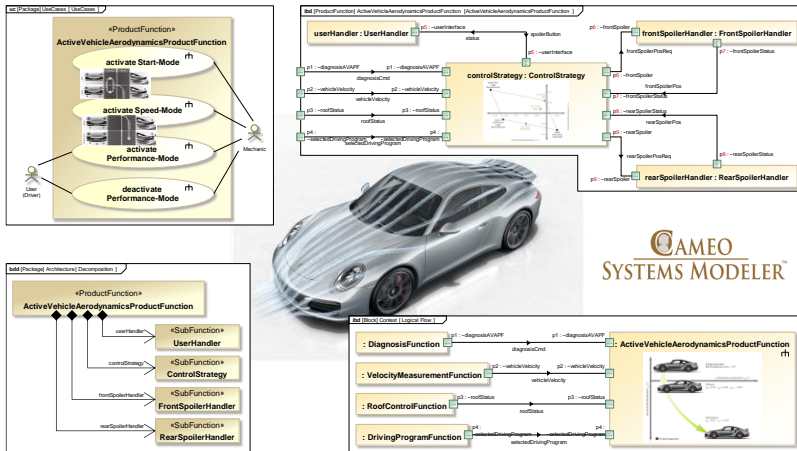 uc [Package] UseCases [ UseCases ]
«ProductFunction»
ActiveVehicleAerodynamicsProductFunction
activate Start-Mode
activate Speed-Mode
activate
Performance-Mode
deactivate
Performance-Mode
User
(Driver)
Mechanic
ibd [ProductFunction] ActiveVehicleAerodynamicsProductFunction [ActiveVehicleAerodynamicsProductFunction ]
userHandler : UserHandler
p5 : ~userInterface
status
spoilerButton
p5 : ~userInterface
p1 : ~diagnosisAVAPF
p1 : ~diagnosisAVAPF
diagnosisCmd
p2 : ~vehicleVelocity
p2 : ~vehicleVelocity
vehicleVelocity
p3 : ~roofStatus
p3 : ~roofStatus
roofStatus
p4 :
~selectedDrivingProgram
p4 :
~selectedDrivingProgram
selectedDrivingProgram
controlStrategy : ControlStrategy
p6 : ~frontSpoiler
frontSpoilerHandler : FrontSpoilerHandler
frontSpoilerPosReq
p7 : ~frontSpoilerStatus
p6 : ~frontSpoiler
frontSpoilerPos
p7 : ~frontSpoilerStatus
p8 : ~rearSpoilerStatus
rearSpoilerPos
p9 : ~rearSpoiler
rearSpoilerPosReq
p8 : ~rearSpoilerStatus
p9 : ~rearSpoiler
rearSpoilerHandler : RearSpoilerHandler
CAMEO
SYSTEMS MODELER™
bdd [Package] Architecture [ Decomposition ]
«ProductFunction»
ActiveVehicleAerodynamicsProductFunction
userHandler
«SubFunction»
UserHandler
controlStrategy
«SubFunction»
ControlStrategy
frontSpoilerHandler
«SubFunction»
FrontSpoilerHandler
rearSpoilerHandler
«SubFunction»
RearSpoilerHandler
ibd [Block] Context [ Logical Flow ]
: DiagnosisFunction
p1 : ~diagnosisAVAPF
p1 : ~diagnosisAVAPF
diagnosisCmd
: ActiveVehicleAerodynamicsProductFunction
: VelocityMeasurementFunction
p2 : ~vehicleVelocity
p2 : ~vehicleVelocity
vehicleVelocity
: RoofControlFunction
p3 : ~roofStatus
p3 : ~roofStatus
roofStatus
: DrivingProgramFunction
p4 :
~selectedDrivingProgram
p4 :
~selectedDrivingProgram
selectedDrivingProgram